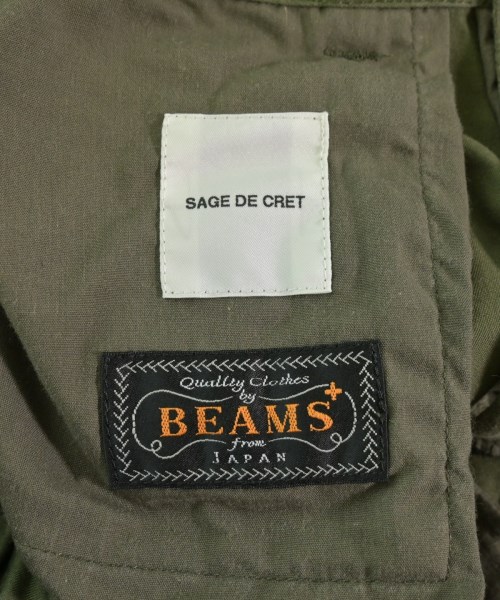 SAGE DE CRET
Quality Clothes
by
BEAMS+
from
JAPAN